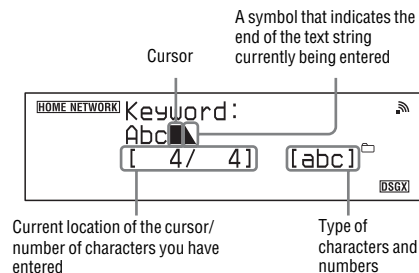 A symbol that indicates the
end of the text string
currently being entered
Cursor
HOME NETWORK Keyword:
Abc
[ 4/ 4] [abc]
DSGX
Current location of the cursor/
number of characters you have
entered
Type of
characters and
numbers